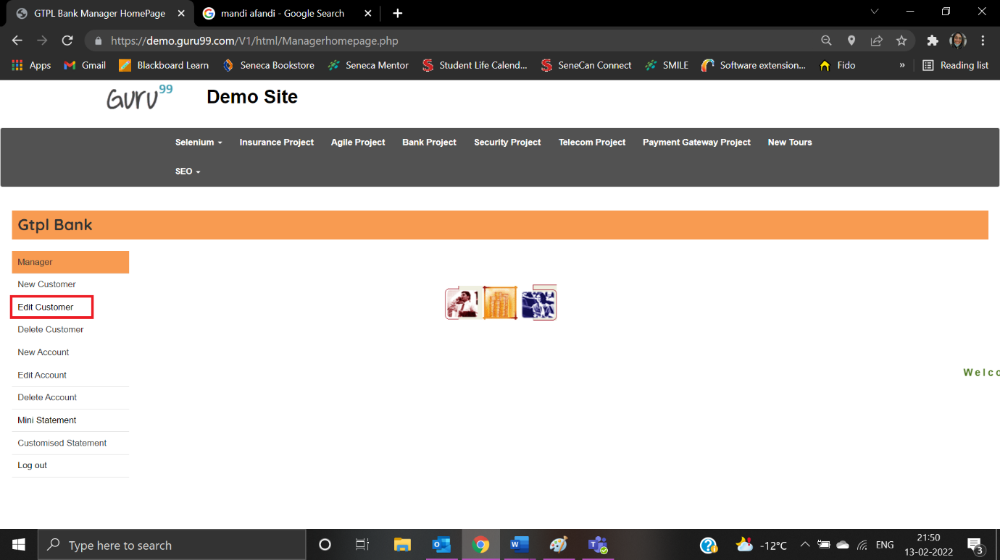 GTPL Bank Manager HomePage
mandi afandi - Google Search
https://demo.guru99.com/V1/html/Managerhomepage.php
Apps Gmail Blackboard Learn Seneca Bookstore Seneca Mentor Student Life Calend... SeneCan Connect SMILE Software extension... Fido » Reading list
Guru99 Demo Site
Selenium Insurance Project Agile Project Bank Project Security Project Telecom Project Payment Gateway Project New Tours
SEO
Gtpl Bank
Manager
New Customer
Edit Customer
Delete Customer
New Account
Edit Account
Welco
Delete Account
Mini Statement
Customised Statement
Log out
Type here to search
-12°C
ENG
21:50
13-02-2022
3